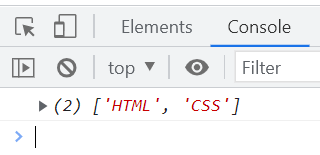 Elements Console
top Filter
(2) ['HTML', 'CSS']